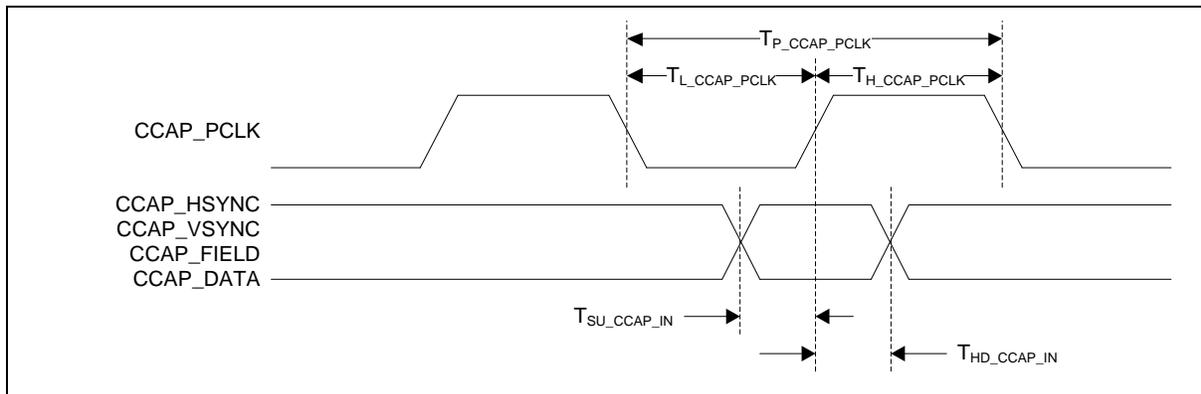 T_P_CCAP_PCLK
T_L_CCAP_PCLK T_H_CCAP_PCLK
CCAP_PCLK
CCAP_HSYNC
CCAP_VSYNC
CCAP_FIELD
CCAP_DATA
T_SU_CCAP_IN
T_HD_CCAP_IN